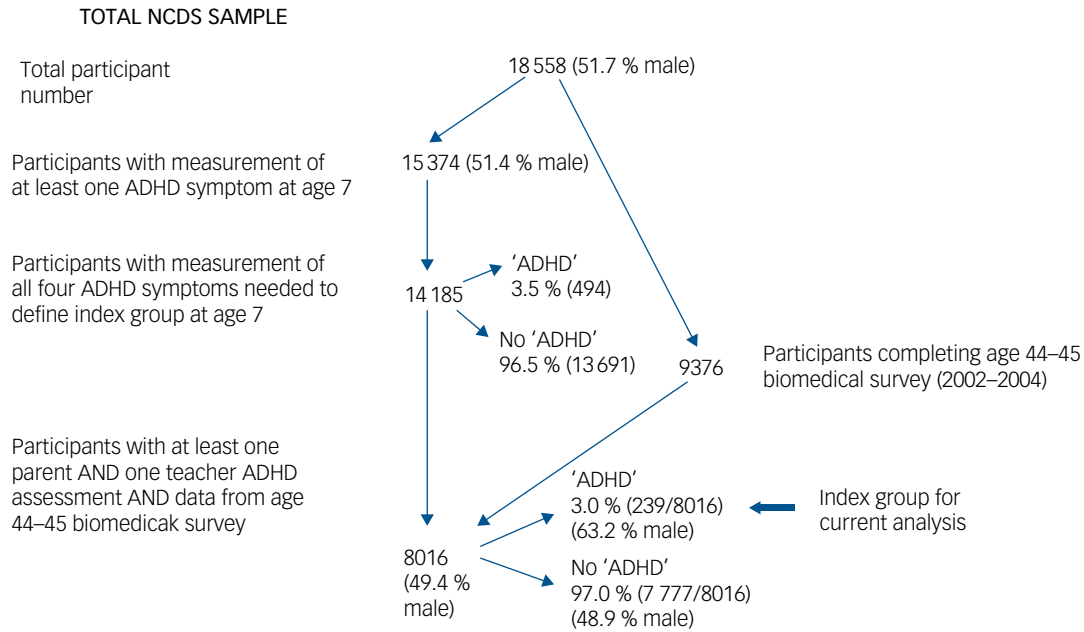 TOTAL NCDS SAMPLE
Total participant
number
18 558 (51.7 % male)
Participants with measurement of
at least one ADHD symptom at age 7
15 374 (51.4 % male)
Participants with measurement of
all four ADHD symptoms needed to
define index group at age 7
14 185
'ADHD'
3.5 % (494)
No 'ADHD'
96.5 % (13 691)
9376
Participants completing age 44–45
biomedical survey (2002–2004)
Participants with at least one
parent AND one teacher ADHD
assessment AND data from age
44–45 biomedicak survey
8016
(49.4 %
male)
'ADHD'
3.0 % (239/8016)
(63.2 % male)
Index group for
current analysis
No 'ADHD'
97.0 % (7 777/8016)
(48.9 % male)